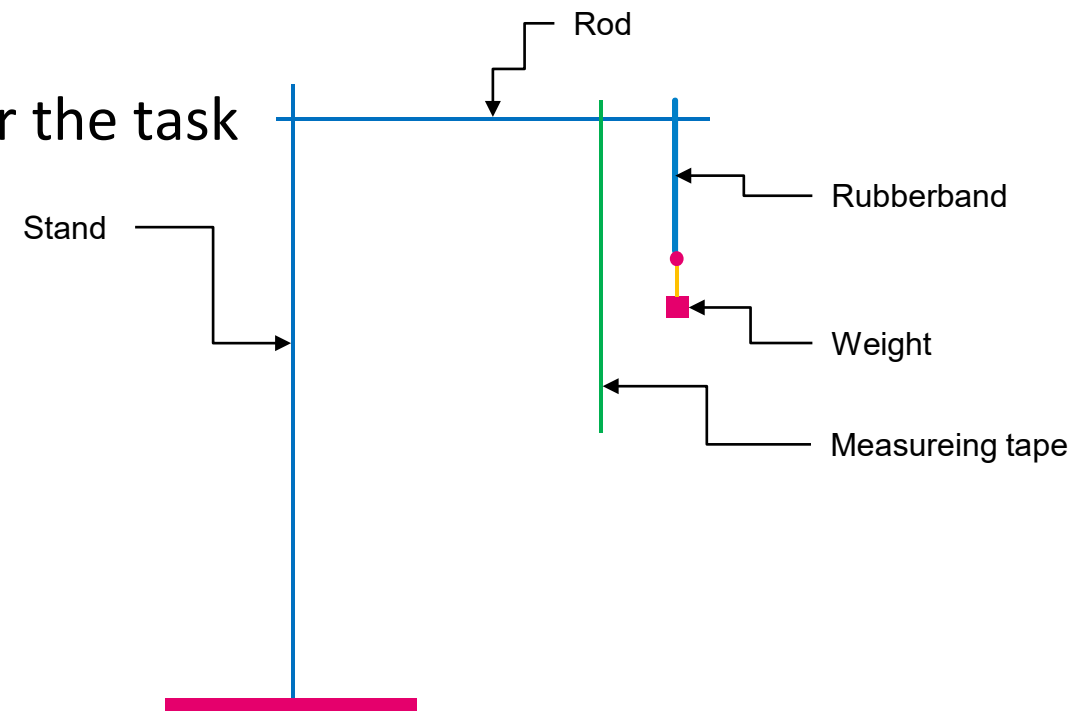 Rod
r the task
Rubberband
Stand
Weight
Measureing tape